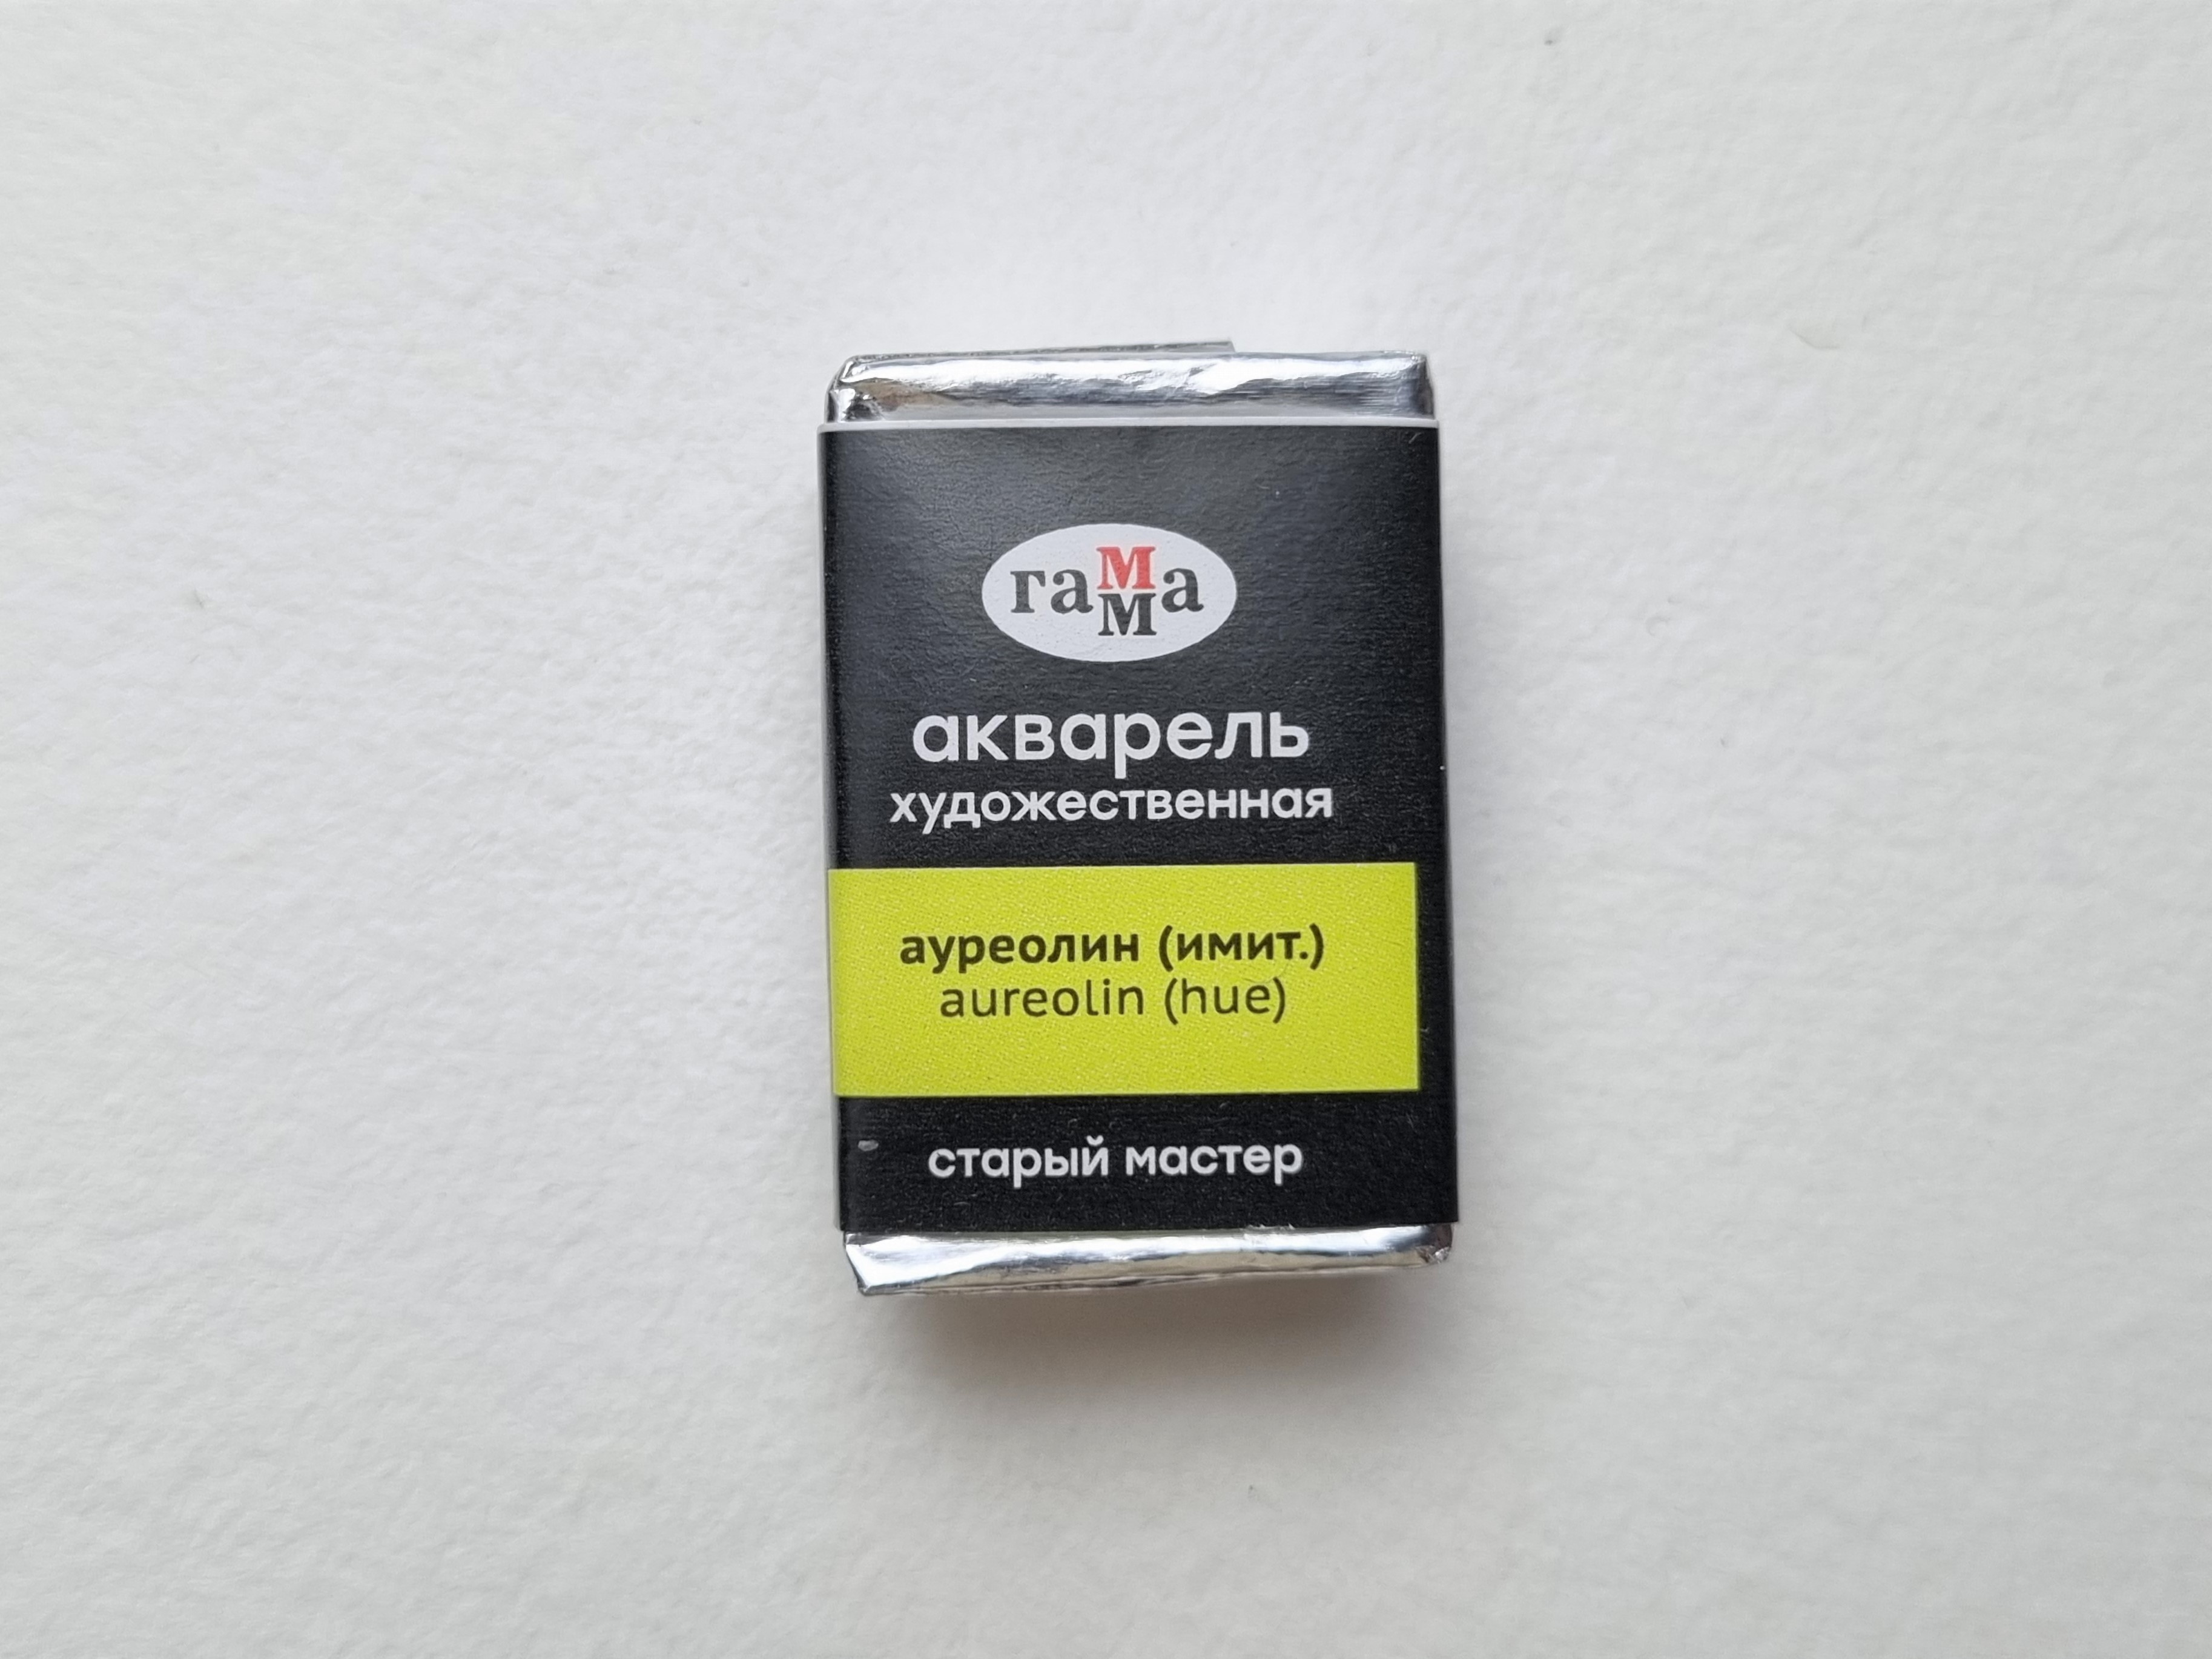 гамма
акварель
художественная
ауреолин (имит.)
aureolin (hue)
старый мастер